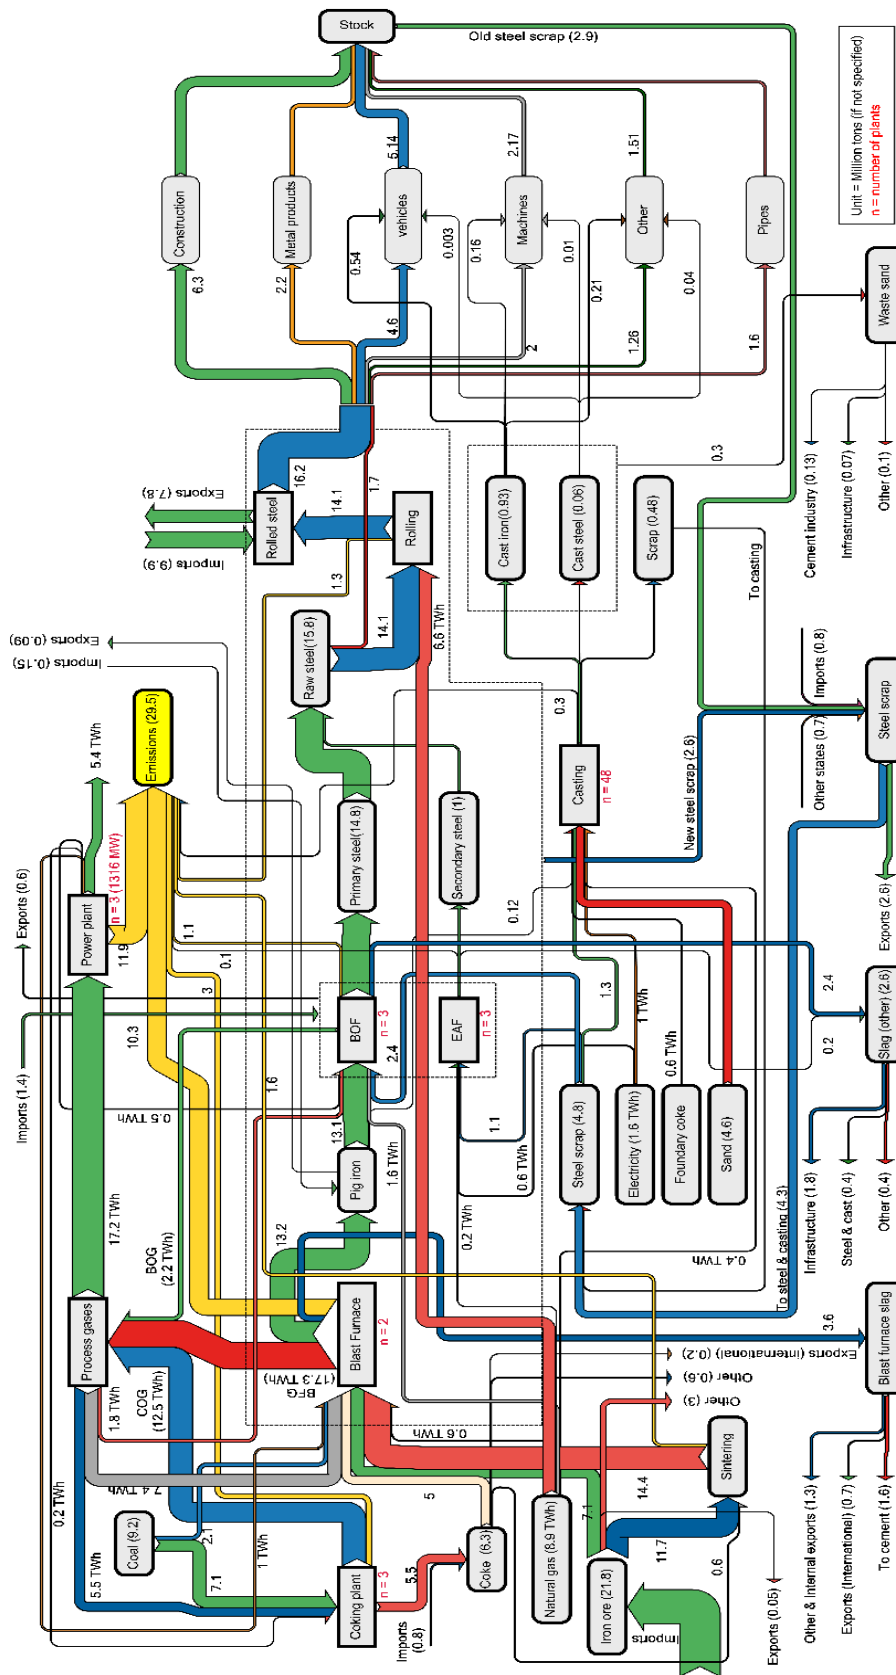 Stock
Old steel scrap (2.9)
Construction
6.3
Metal products
2.2
vehicles
4.6
5.14
0.54
0.003
Machines
2
2.17
0.16
0.01
Other
1.26
1.51
0.21
0.04
Pipes
1.6
Unit = Million tons (if not specified)
n = number of plants
Waste sand
0.3
Cement industry (0.13)
Infrastructure (0.07)
Other (0.1)
Exports (7.8)
Imports (9.9)
Rolled steel
16.2
14.1
1.7
Rolling
1.3
14.1
6.6 TWh
Raw steel(15.8)
Exports (0.09)
Imports (0.15)
Cast iron(0.93)
Cast steel (0.06)
Scrap (0.48)
To casting
0.3
Casting
n = 48
New steel scrap (2.6)
Other states (0.7)
Imports (0.8)
Steel scrap
Exports (2.6)
Emissions (29.5)
5.4 TWh
Power plant
n = 3 (1316 MW)
11.9
Exports (0.6)
Imports (1.4)
Primary steel(14.8)
Secondary steel (1)
0.12
1.1
0.1
3
10.3
1.6
0.5 TWh
BOF
n = 3
2.4
EAF
n = 3
13.1
Pig iron
1.6 TWh
13.2
1.1
0.6 TWh
0.2 TWh
Steel scrap (4.8)
Electricity (1.6 TWh)
Foundary coke
Sand (4.6)
1.3
1 TWh
0.6 TWh
0.4 TWh
To steel & casting (4.3)
2.4
0.2
Slag (other) (2.6)
Infrastructure (1.8)
Steel & cast (0.4)
Other (0.4)
17.2 TWh
BOG
(2.2 TWh)
Process gases
1.8 TWh
COG
(12.5 TWh)
BFG
(17.3 TWh)
Blast Furnace
n = 2
0.2 TWh
5.5 TWh
7.4 TWh
Coal (9.2)
2.1
7.1
1 TWh
Coking plant
n = 3
5.5
Imports
(0.8)
Coke (6.3)
5
0.6 TWh
Exports (international) (0.2)
Other (0.6)
Other (3)
Natural gas (8.9 TWh)
Iron ore (21.8)
Imports
7.1
14.4
11.7
0.6
Sintering
Exports (0.05)
3.6
Blast furnace slag
Other & Internal exports (1.3)
Exports (International) (0.7)
To cement (1.6)